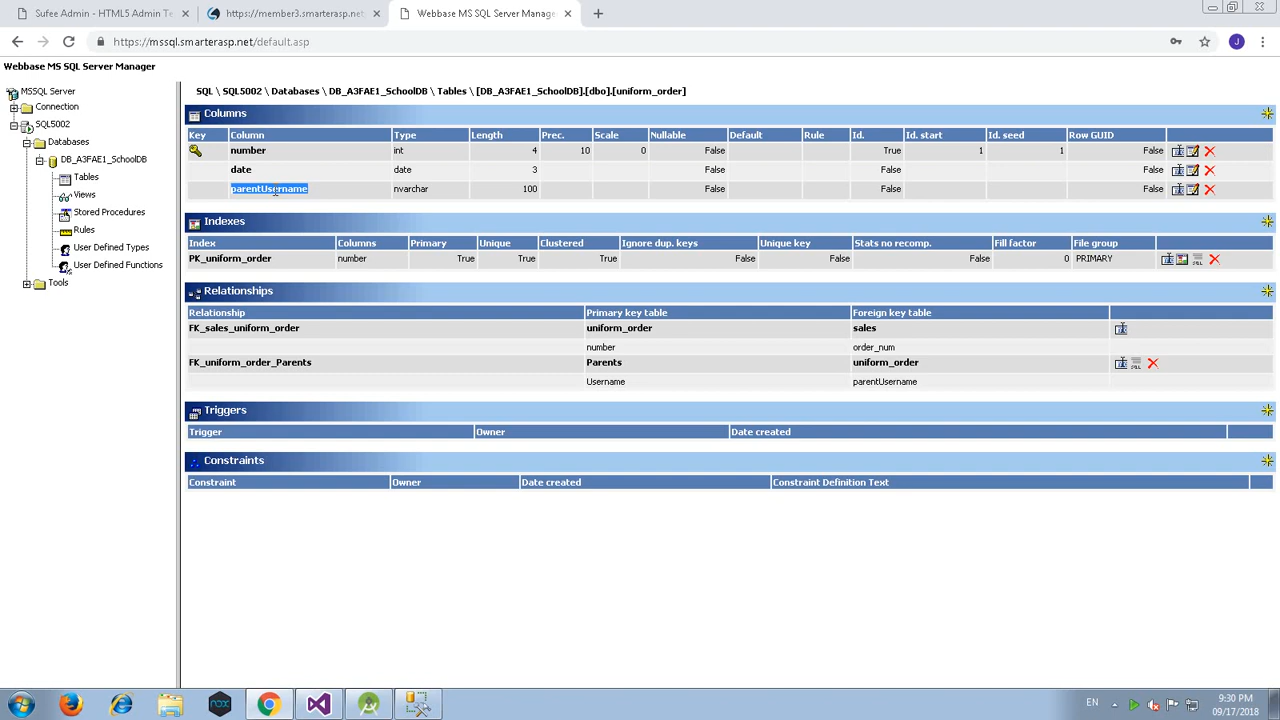 Sufee Admin - HTML5 Admin Te
https://member3.smarterasp.net
Webbase MS SQL Server Manage
https://mssql.smarterasp.net/default.asp
J
Webbase MS SQL Server Manager
MSSQL Server
Connection
SQL5002
Databases
DB_A3FAE1_SchoolDB
Tables
Views
Stored Procedures
Rules
User Defined Types
User Defined Functions
Tools
SQL \ SQL5002 \ Databases \ DB_A3FAE1_SchoolDB \ Tables \ [DB_A3FAE1_SchoolDB].[dbo].[uniform_order]
Columns
Key Column Type Length Prec. Scale Nullable Default Rule Id. Id. start Id. seed Row GUID
number int 4 10 0 False True 1 1 False
date date 3 False False False
parentUsername nvarchar 100 False False False
Indexes
Index Columns Primary Unique Clustered Ignore dup. keys Unique key Stats no recomp. Fill factor File group
PK_uniform_order number True True True False False False 0 PRIMARY
Relationships
Relationship Primary key table Foreign key table
FK_sales_uniform_order uniform_order sales
number order_num
FK_uniform_order_Parents Parents uniform_order
Username parentUsername
Triggers
Trigger Owner Date created
Constraints
Constraint Owner Date created Constraint Definition Text
nox
EN
9:30 PM
09/17/2018